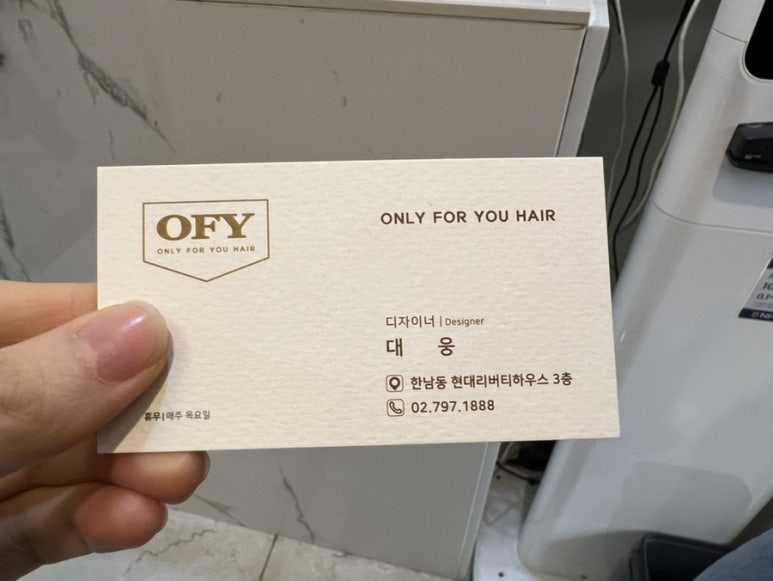 OFY
ONLY FOR YOU HAIR
ONLY FOR YOU HAIR
디자이너 | Designer
대 웅
한남동 현대리버티하우스 3층
02.797.1888
휴무 | 매주 목요일